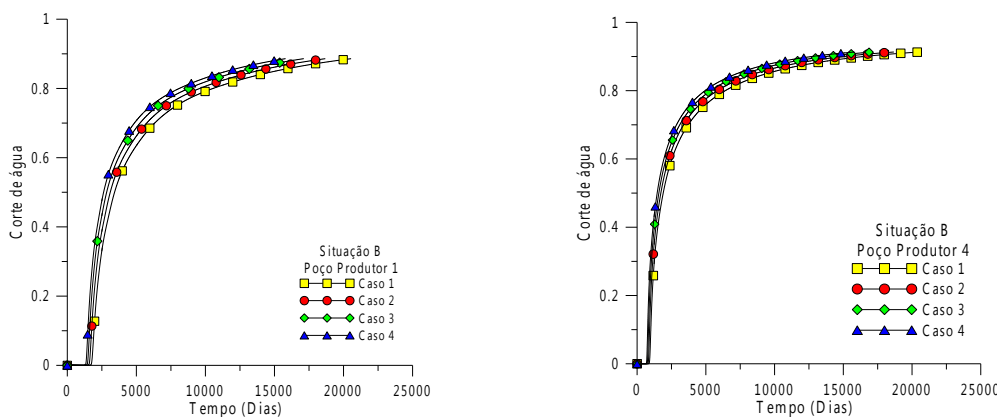 1
0.8
0.6
0.4
0.2
0
Corte de água
0 5000 10000 15000 20000 25000
Tempo (Dias)
Situação B
Poço Produtor 1
Caso 1
Caso 2
Caso 3
Caso 4
1
0.8
0.6
0.4
0.2
0
Corte de água
0 5000 10000 15000 20000 25000
Tempo (Dias)
Situação B
Poço Produtor 4
Caso 1
Caso 2
Caso 3
Caso 4